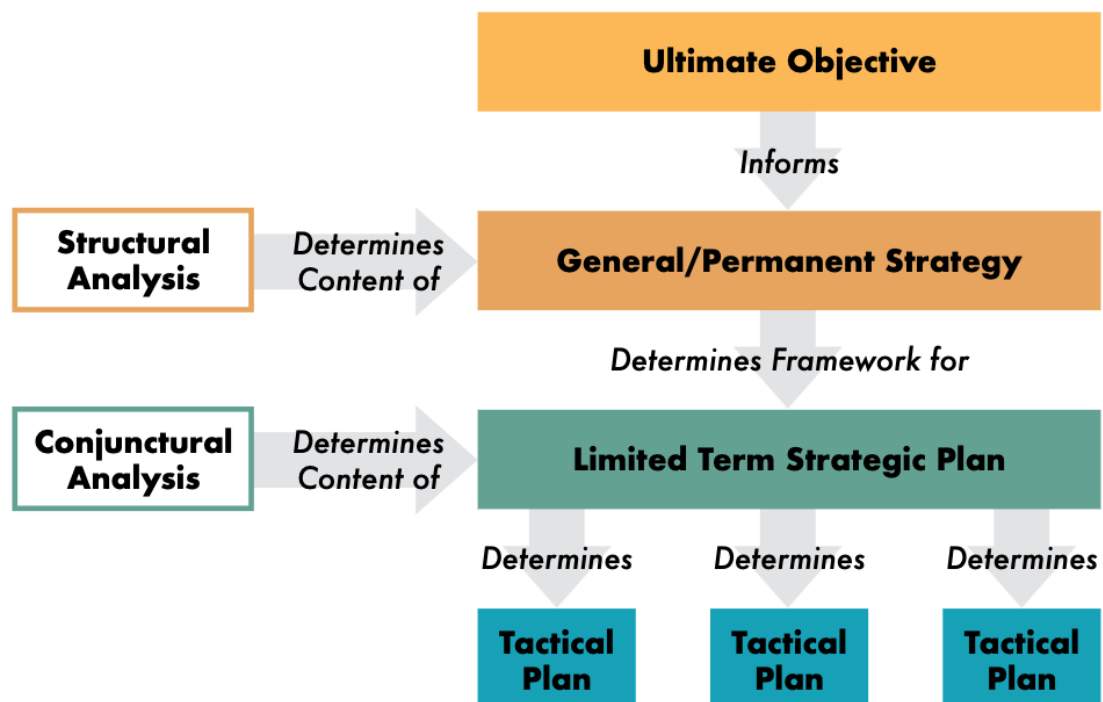 Ultimate Objective
Informs
Structural
Analysis
Determines
Content of
General/Permanent Strategy
Determines Framework for
Conjunctural
Analysis
Determines
Content of
Limited Term Strategic Plan
Determines
Determines
Determines
Tactical
Plan
Tactical
Plan
Tactical
Plan